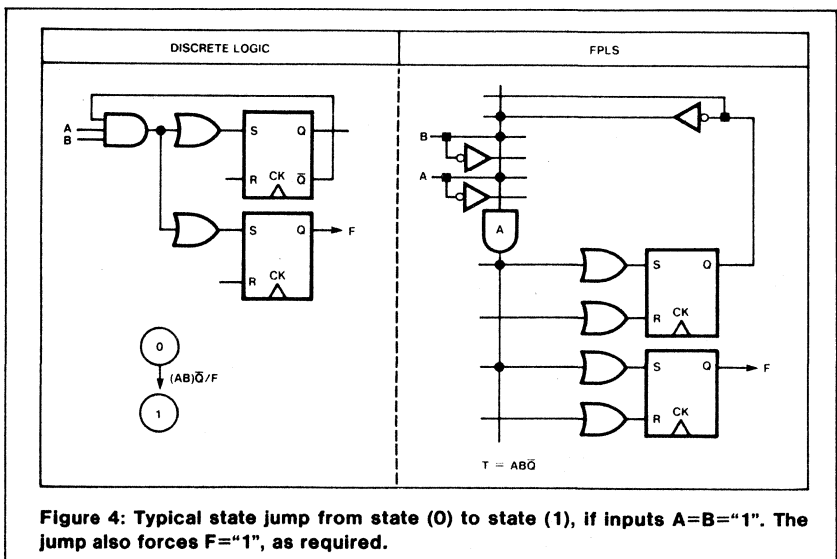 DISCRETE LOGIC
FPLS
A
B
S
Q
R
CK
Q̅
S
Q
F
R
CK
0
(AB)Q̅/F
1
B
A
A
S
Q
R
CK
S
Q
F
R
CK
T = ABQ̅
Figure 4: Typical state jump from state (0) to state (1), if inputs A=B=“1”. The
jump also forces F=“1”, as required.